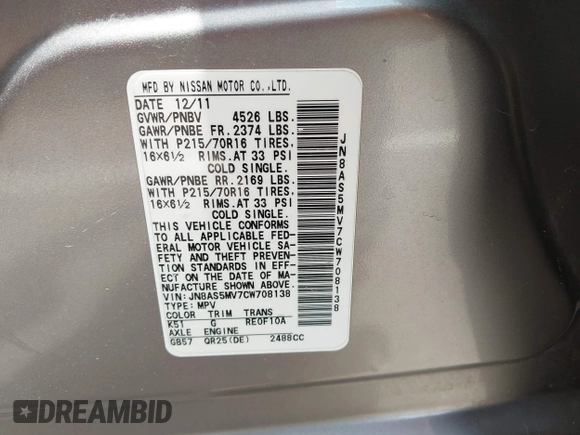 MFD BY NISSAN MOTOR CO.,LTD.
DATE 12/11
GVWR/PNBV 4526 LBS.
GAWR/PNBE FR. 2374 LBS.
WITH P215/70R16 TIRES.
16X6½ RIMS.AT 33 PSI
COLD SINGLE.
GAWR/PNBE RR. 2169 LBS.
WITH P215/70R16 TIRES.
16X6½ RIMS.AT 33 PSI
COLD SINGLE.
THIS VEHICLE CONFORMS
TO ALL APPLICABLE FED-
ERAL MOTOR VEHICLE SA-
FETY AND THEFT PREVENT-
ION STANDARDS IN EFF-
ECT ON THE DATE OF MA-
NUFACTURE SHOWN ABOVE.
VIN: JN8AS5MV7CW708138
TYPE: MPV
COLOR TRIM TRANS
K51 G RE0F10A
AXLE ENGINE
GB57 QR25(DE) 2488CC
JN8AS5MV7CW708138
DREAMBID